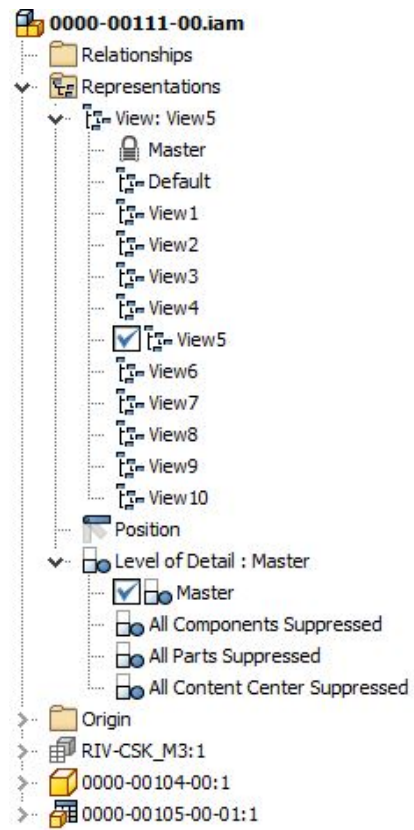 0000-00111-00.iam
Relationships
Representations
View: View5
Master
Default
View1
View2
View3
View4
View5
View6
View7
View8
View9
View10
Position
Level of Detail : Master
Master
All Components Suppressed
All Parts Suppressed
All Content Center Suppressed
Origin
RIV-CSK_M3:1
0000-00104-00:1
0000-00105-00-01:1